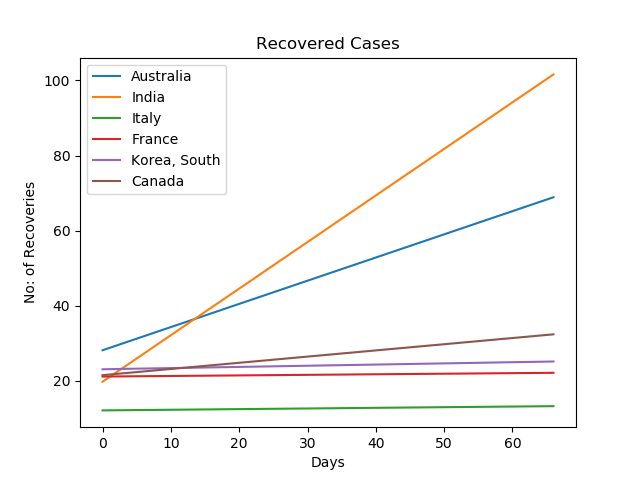 Recovered Cases
Australia
India
Italy
France
Korea, South
Canada
No: of Recoveries
100
80
60
40
20
0 10 20 30 40 50 60
Days